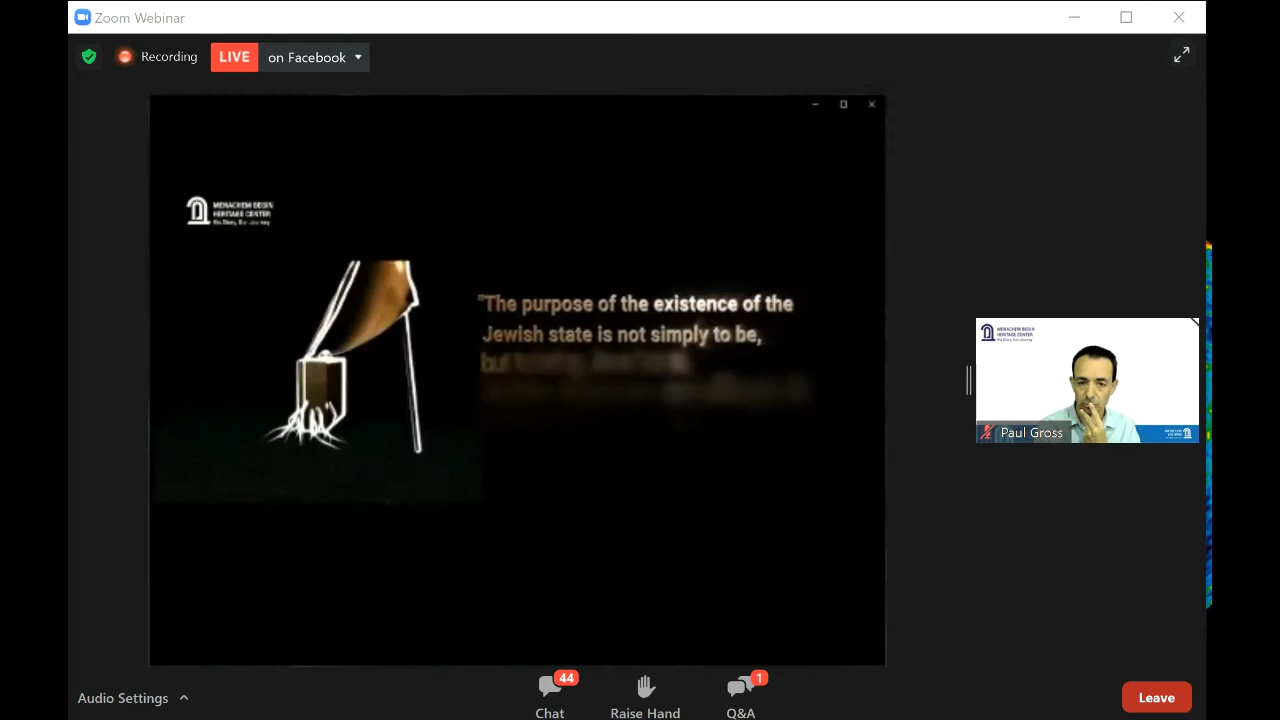 Zoom Webinar
Recording
LIVE
on Facebook
MENACHEM BEGIN
HERITAGE CENTER
"The purpose of the existence of the
Jewish state is not simply to be,
but
MENACHEM BEGIN
HERITAGE CENTER
Paul Gross
Audio Settings
44
Chat
Raise Hand
1
Q&A
Leave